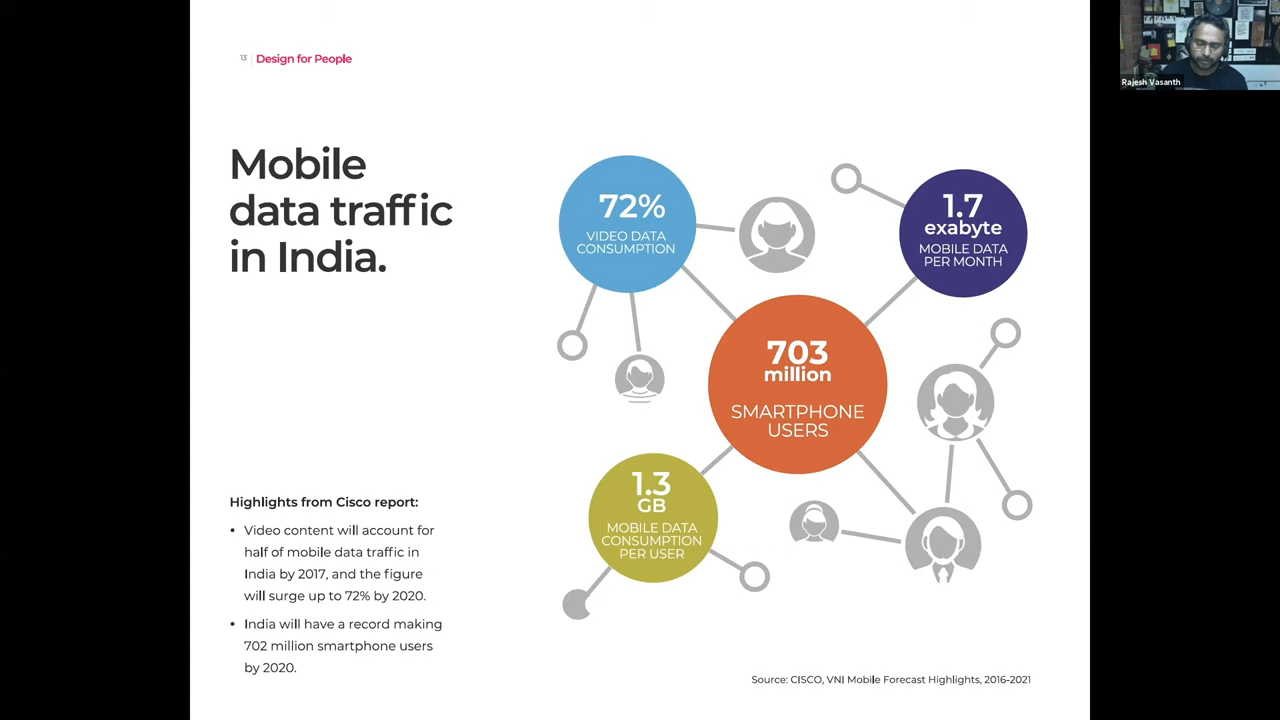 13 | Design for People
Rajesh Vasanth
Mobile
data traffic
in India.
72%
VIDEO DATA
CONSUMPTION
1.7
exabyte
MOBILE DATA
PER MONTH
703
million
SMARTPHONE
USERS
1.3
GB
MOBILE DATA
CONSUMPTION
PER USER
Highlights from Cisco report:
• Video content will account for
half of mobile data traffic in
India by 2017, and the figure
will surge up to 72% by 2020.
• India will have a record making
702 million smartphone users
by 2020.
Source: CISCO, VNI Mobile Forecast Highlights, 2016-2021